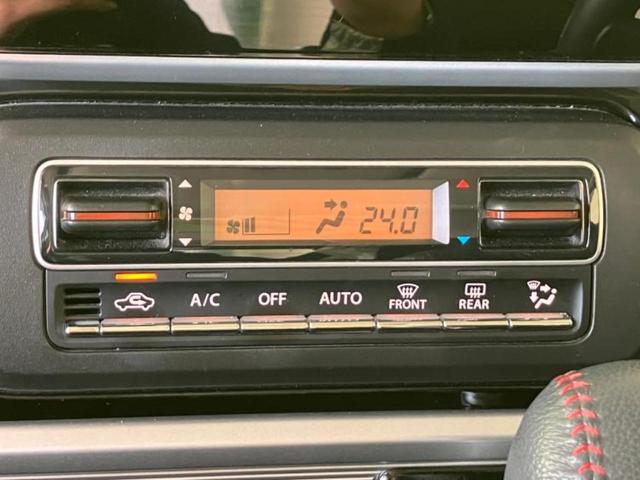 24.0
A/C
OFF
AUTO
FRONT
REAR